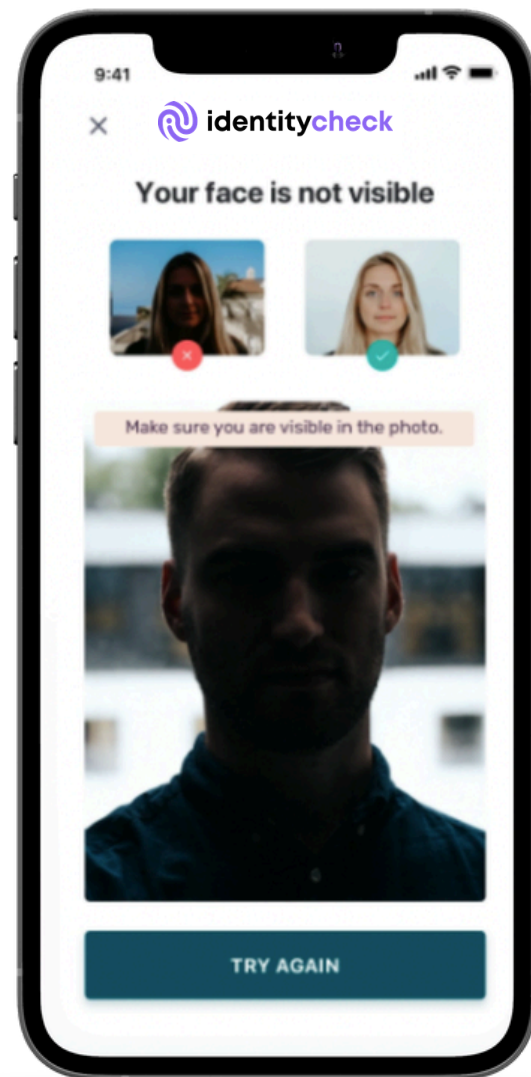 9:41
identitycheck
Your face is not visible
Make sure you are visible in the photo.
TRY AGAIN